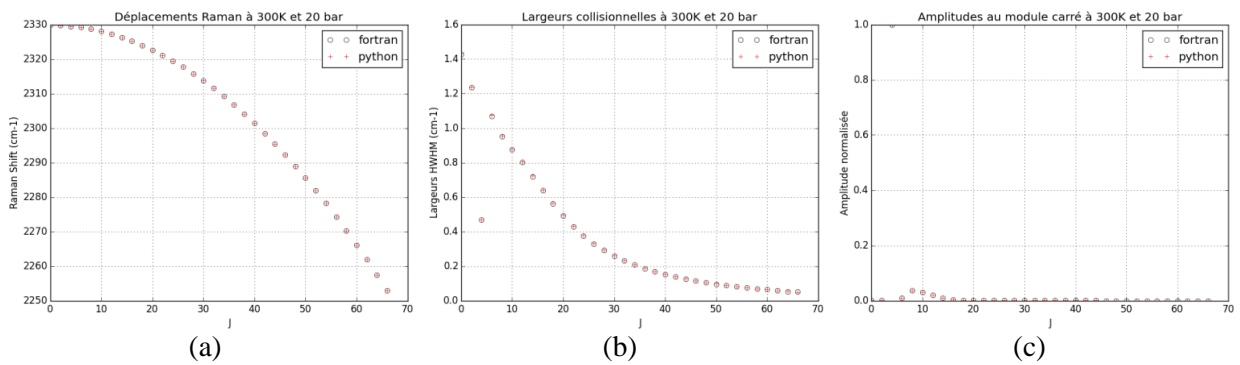 Déplacements Raman à 300K et 20 bar
2330
2320
2310
2300
2290
2280
2270
2260
2250
Raman Shift (cm-1)
fortran
python
0 10 20 30 40 50 60 70
J
(a)
Largeurs collisionnelles à 300K et 20 bar
1.6
1.4
1.2
1.0
0.8
0.6
0.4
0.2
0.0
Largeurs HWHM (cm-1)
fortran
python
0 10 20 30 40 50 60 70
J
(b)
Amplitudes au module carré à 300K et 20 bar
1.0
0.8
0.6
0.4
0.2
0.0
Amplitude normalisée
fortran
python
0 10 20 30 40 50 60 70
J
(c)